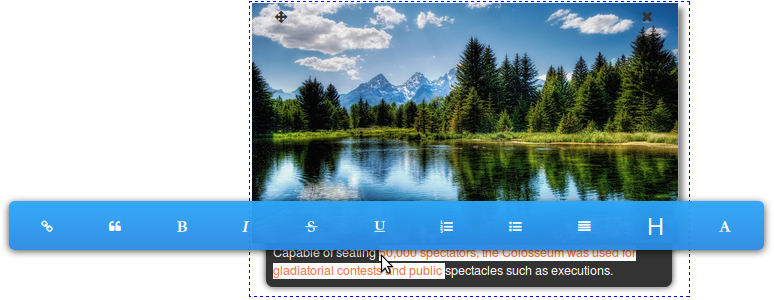 B I S U H A
Capable of seating 50,000 spectators, the Colosseum was used for
gladiatorial contests and public spectacles such as executions.